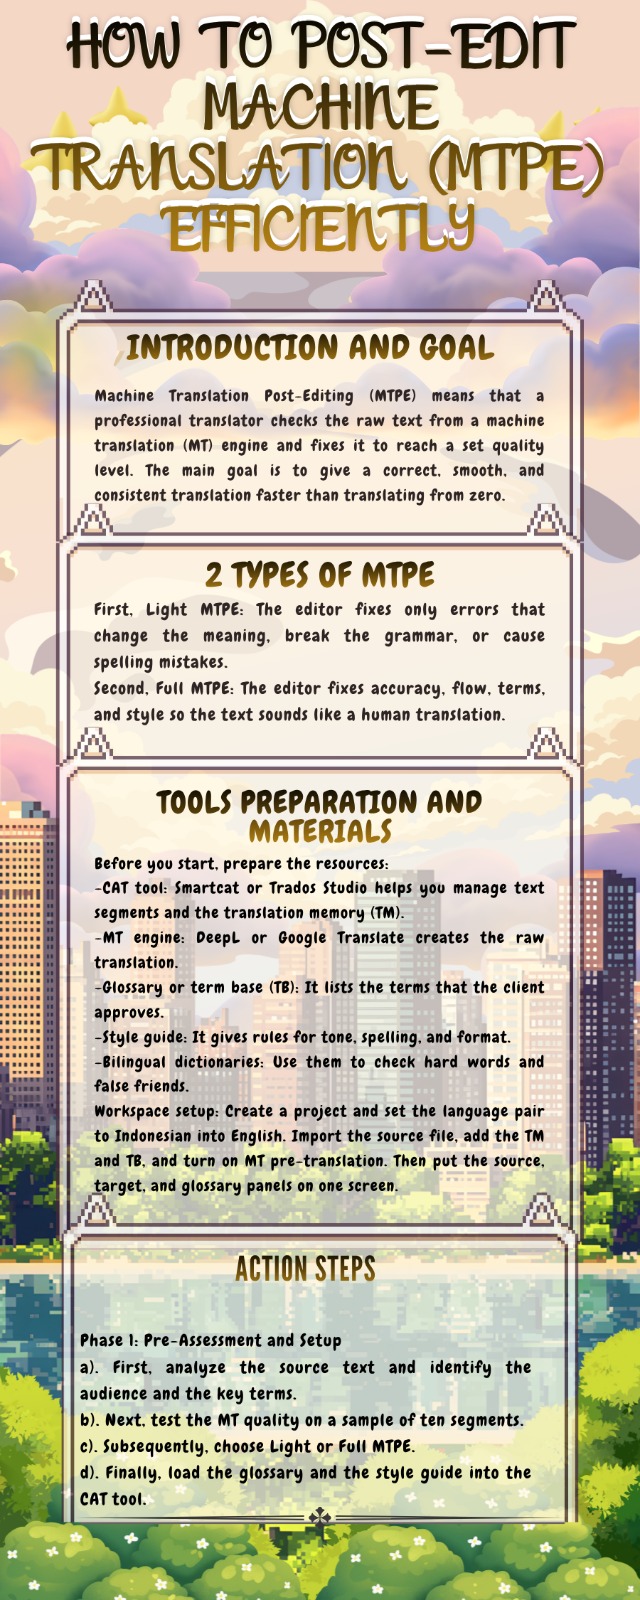 HOW TO POST-EDIT
MACHINE
TRANSLATION (MTPE)
EFFICIENTLY
INTRODUCTION AND GOAL
Machine Translation Post-Editing (MTPE) means that a
professional translator checks the raw text from a machine
translation (MT) engine and fixes it to reach a set quality
level. The main goal is to give a correct, smooth, and
consistent translation faster than translating from zero.
2 TYPES OF MTPE
First, Light MTPE: The editor fixes only errors that
change the meaning, break the grammar, or cause
spelling mistakes.
Second, Full MTPE: The editor fixes accuracy, flow, terms,
and style so the text sounds like a human translation.
TOOLS PREPARATION AND
MATERIALS
Before you start, prepare the resources:
-CAT tool: Smartcat or Trados Studio helps you manage text
segments and the translation memory (TM).
-MT engine: DeepL or Google Translate creates the raw
translation.
-Glossary or term base (TB): It lists the terms that the client
approves.
-Style guide: It gives rules for tone, spelling, and format.
-Bilingual dictionaries: Use them to check hard words and
false friends.
Workspace setup: Create a project and set the language pair
to Indonesian into English. Import the source file, add the TM
and TB, and turn on MT pre-translation. Then put the source,
target, and glossary panels on one screen.
ACTION STEPS
Phase 1: Pre-Assessment and Setup
a). First, analyze the source text and identify the
audience and the key terms.
b). Next, test the MT quality on a sample of ten segments.
c). Subsequently, choose Light or Full MTPE.
d). Finally, load the glossary and the style guide into the
CAT tool.